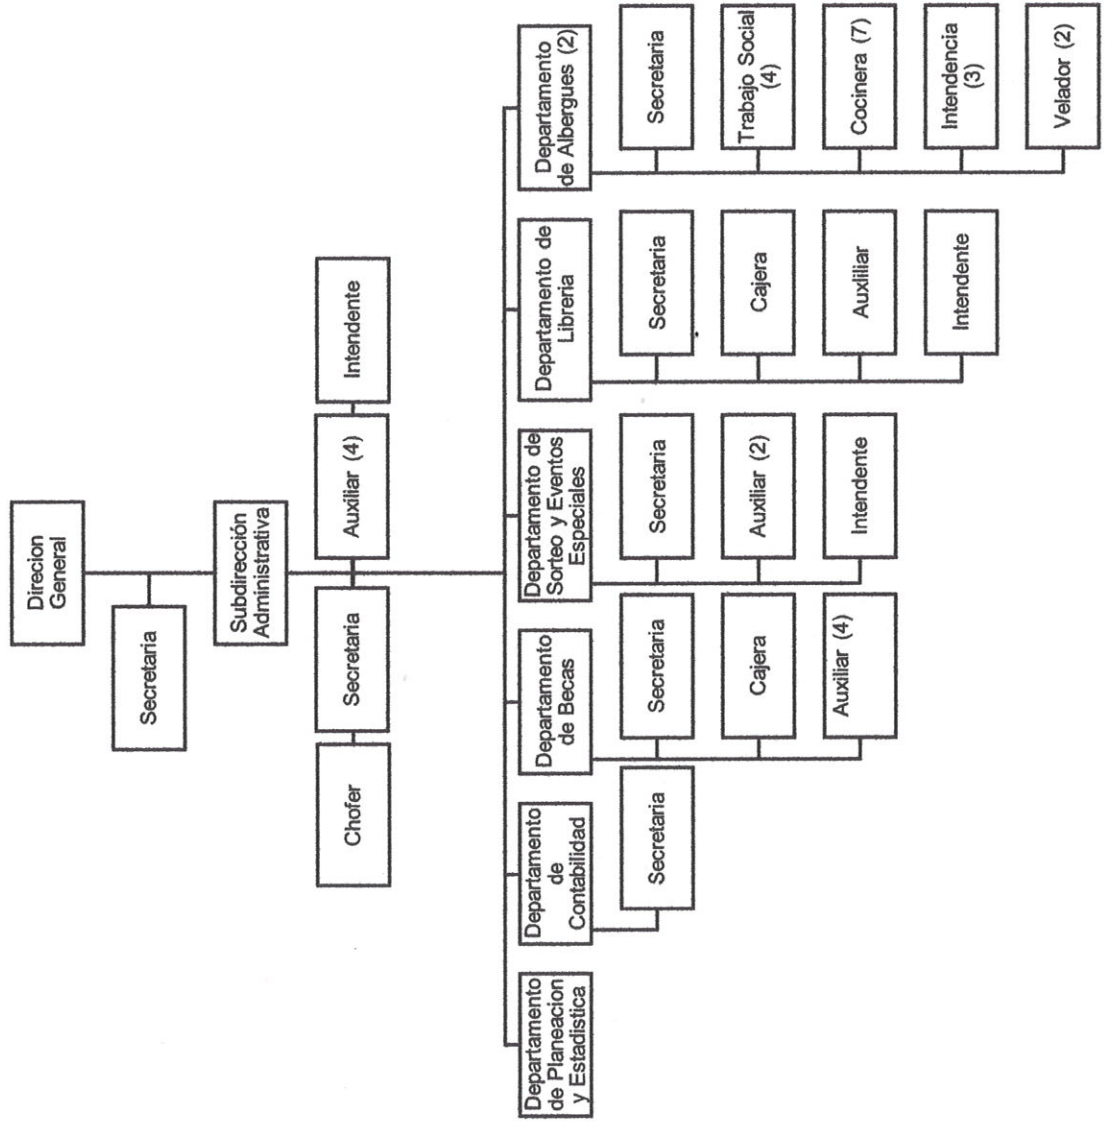 Direcion
General
Secretaria
Subdirección
Administrativa
Chofer
Secretaria
Auxiliar (4)
Intendente
Departamento
de Planeacion
y Estadistica
Departamento
de
Contabilidad
Secretaria
Departamento
de Becas
Secretaria
Cajera
Auxiliar (4)
Departamento de
Sorteo y Eventos
Especiales
Secretaria
Auxiliar (2)
Intendente
Departamento de
Libreria
Secretaria
Cajera
Auxliliar
Intendente
Departamento
de Albergues (2)
Secretaria
Trabajo Social
(4)
Cocinera (7)
Intendencia
(3)
Velador (2)